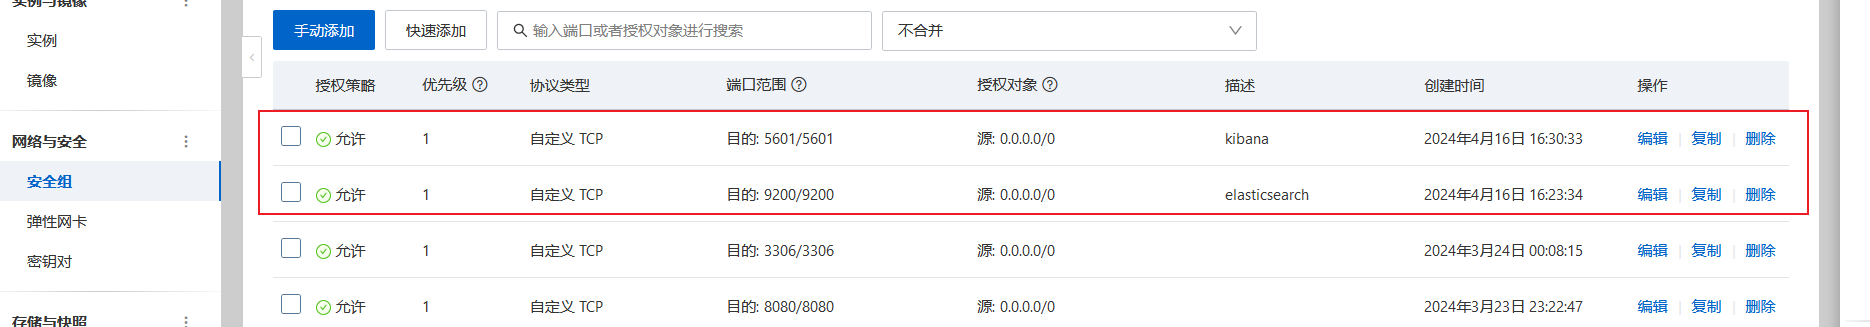 实例与镜像
实例
镜像
网络与安全
安全组
弹性网卡
密钥对
存储与快照
手动添加 快速添加 输入端口或者授权对象进行搜索 不合并
授权策略 优先级 协议类型 端口范围 授权对象 描述 创建时间 操作
允许 1 自定义 TCP 目的: 5601/5601 源: 0.0.0.0/0 kibana 2024年4月16日 16:30:33 编辑 复制 删除
允许 1 自定义 TCP 目的: 9200/9200 源: 0.0.0.0/0 elasticsearch 2024年4月16日 16:23:34 编辑 复制 删除
允许 1 自定义 TCP 目的: 3306/3306 源: 0.0.0.0/0 2024年3月24日 00:08:15 编辑 复制 删除
允许 1 自定义 TCP 目的: 8080/8080 源: 0.0.0.0/0 2024年3月23日 23:22:47 编辑 复制 删除